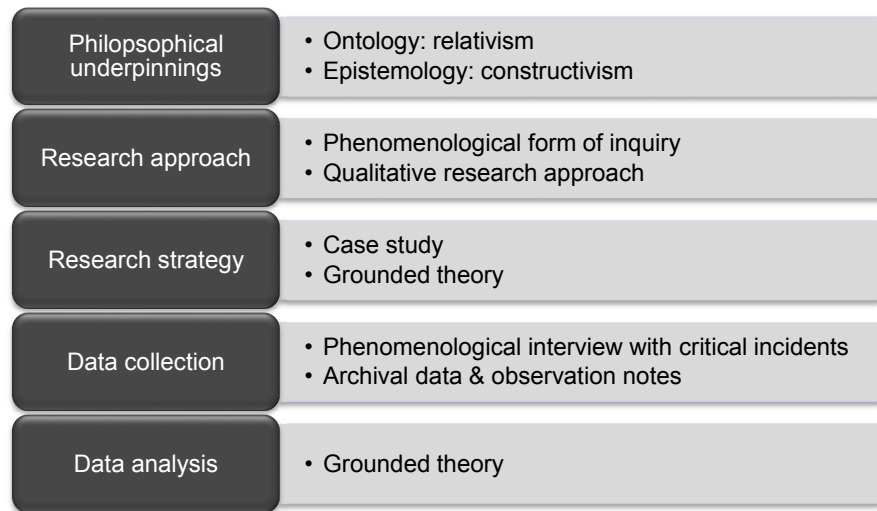 Philopsophical
underpinnings
• Ontology: relativism
• Epistemology: constructivism
Research approach
• Phenomenological form of inquiry
• Qualitative research approach
Research strategy
• Case study
• Grounded theory
Data collection
• Phenomenological interview with critical incidents
• Archival data & observation notes
Data analysis
• Grounded theory